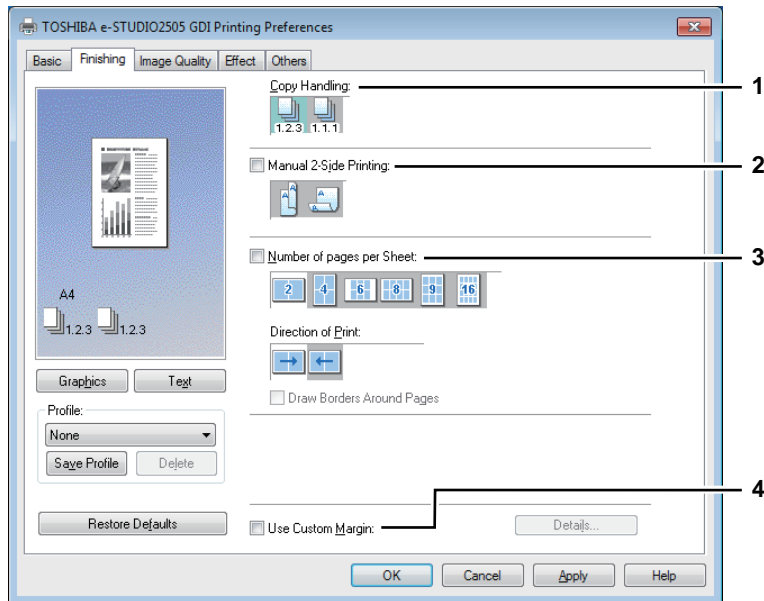 TOSHIBA e-STUDIO2505 GDI Printing Preferences
Basic Finishing Image Quality Effect Others
Copy Handling:
1
1.2.3 1.1.1
Manual 2-Side Printing:
2
A A
Number of pages per Sheet:
3
2 4 6 8 9 16
A4
1.2.3 1.2.3
Direction of Print:
Graphics Text
Draw Borders Around Pages
Profile:
None
Save Profile Delete
4
Restore Defaults
Use Custom Margin:
Details...
OK Cancel Apply Help